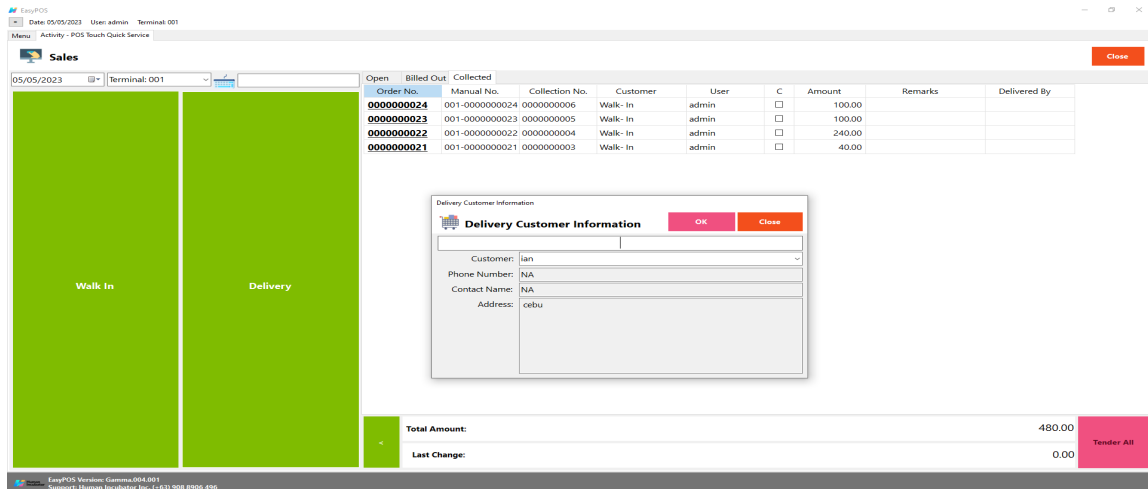 EasyPOS
Date: 05/05/2023 User: admin Terminal: 001
Menu Activity - POS Touch Quick Service
Sales Close
05/05/2023 Terminal: 001
Open Billed Out Collected
Order No. Manual No. Collection No. Customer User C Amount Remarks Delivered By
0000000024 001-0000000024 0000000006 Walk- In admin 100.00
0000000023 001-0000000023 0000000005 Walk- In admin 100.00
0000000022 001-0000000022 0000000004 Walk- In admin 240.00
0000000021 001-0000000021 0000000003 Walk- In admin 40.00
Walk In
Delivery
Delivery Customer Information
Delivery Customer Information OK Close
Customer: ian
Phone Number: NA
Contact Name: NA
Address: cebu
<
Total Amount: 480.00
Last Change: 0.00
Tender All
EasyPOS Version: Gamma.004.001
Support: Human Incubator Inc. (+63) 908 8906 496